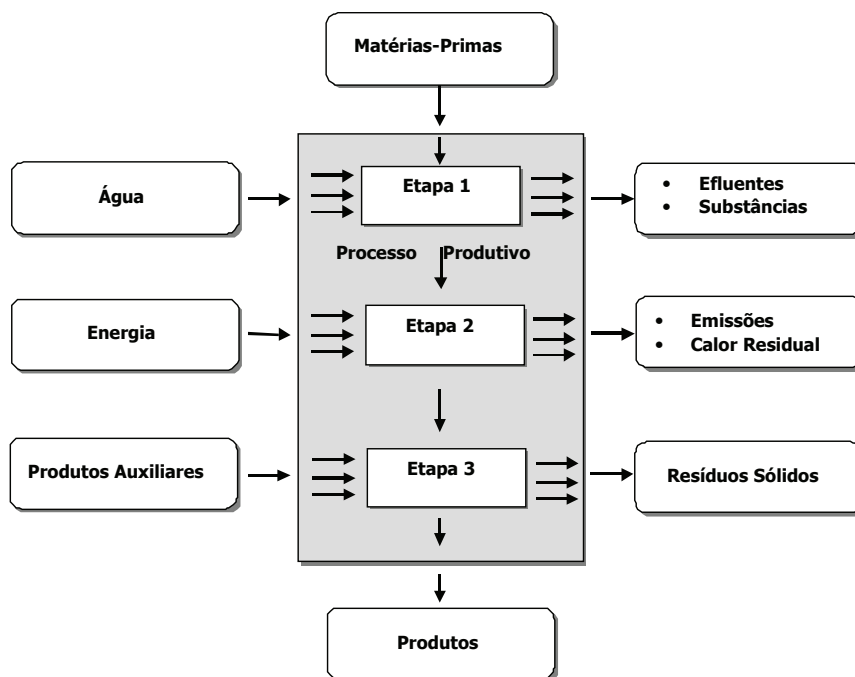 Matérias-Primas
Água
Etapa 1
• Efluentes
• Substâncias
Processo Produtivo
Energia
Etapa 2
• Emissões
• Calor Residual
Produtos Auxiliares
Etapa 3
Resíduos Sólidos
Produtos